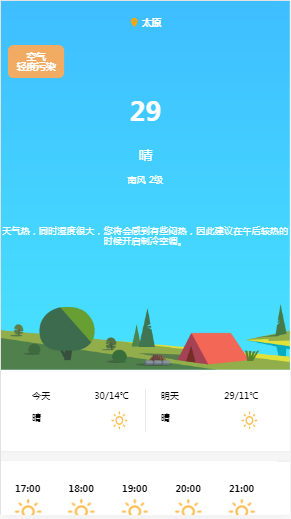 太原
空气
轻度污染
29
晴
南风 2级
天气热，同时湿度很大，您将会感到有些闷热，因此建议在午后较热的
时候开启制冷空调。
今天 30/14℃ 明天 29/11℃
晴 晴
17:00 18:00 19:00 20:00 21:00